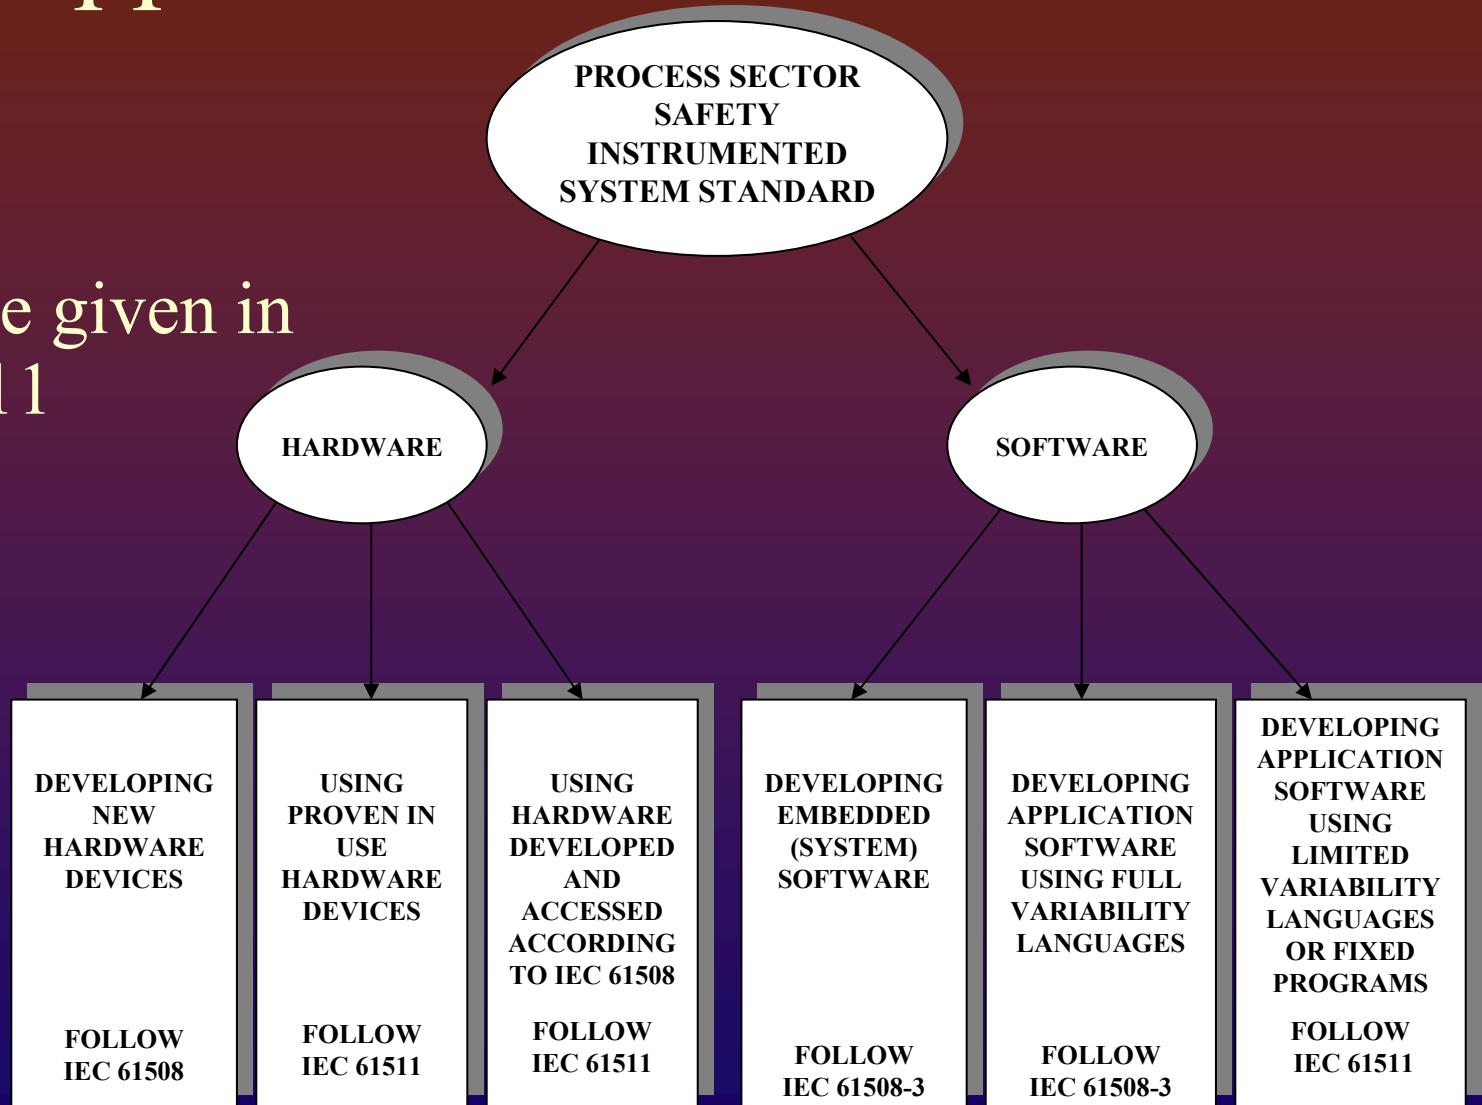 PROCESS SECTOR
SAFETY
INSTRUMENTED
SYSTEM STANDARD
e given in
11
HARDWARE
SOFTWARE
DEVELOPING
NEW
HARDWARE
DEVICES
FOLLOW
IEC 61508
USING
PROVEN IN
USE
HARDWARE
DEVICES
FOLLOW
IEC 61511
USING
HARDWARE
DEVELOPED
AND
ACCESSED
ACCORDING
TO IEC 61508
FOLLOW
IEC 61511
DEVELOPING
EMBEDDED
(SYSTEM)
SOFTWARE
FOLLOW
IEC 61508-3
DEVELOPING
APPLICATION
SOFTWARE
USING FULL
VARIABILITY
LANGUAGES
FOLLOW
IEC 61508-3
DEVELOPING
APPLICATION
SOFTWARE
USING
LIMITED
VARIABILITY
LANGUAGES
OR FIXED
PROGRAMS
FOLLOW
IEC 61511